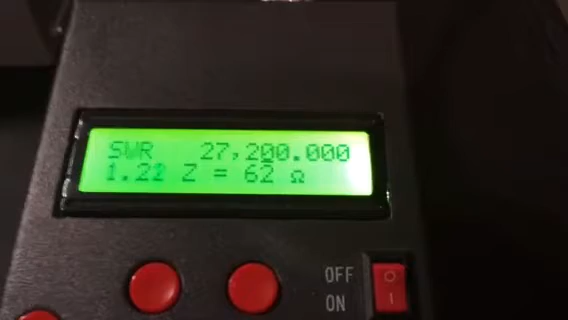 SWR 27,200.000
1.22 Z = 62 Ω
OFF
ON